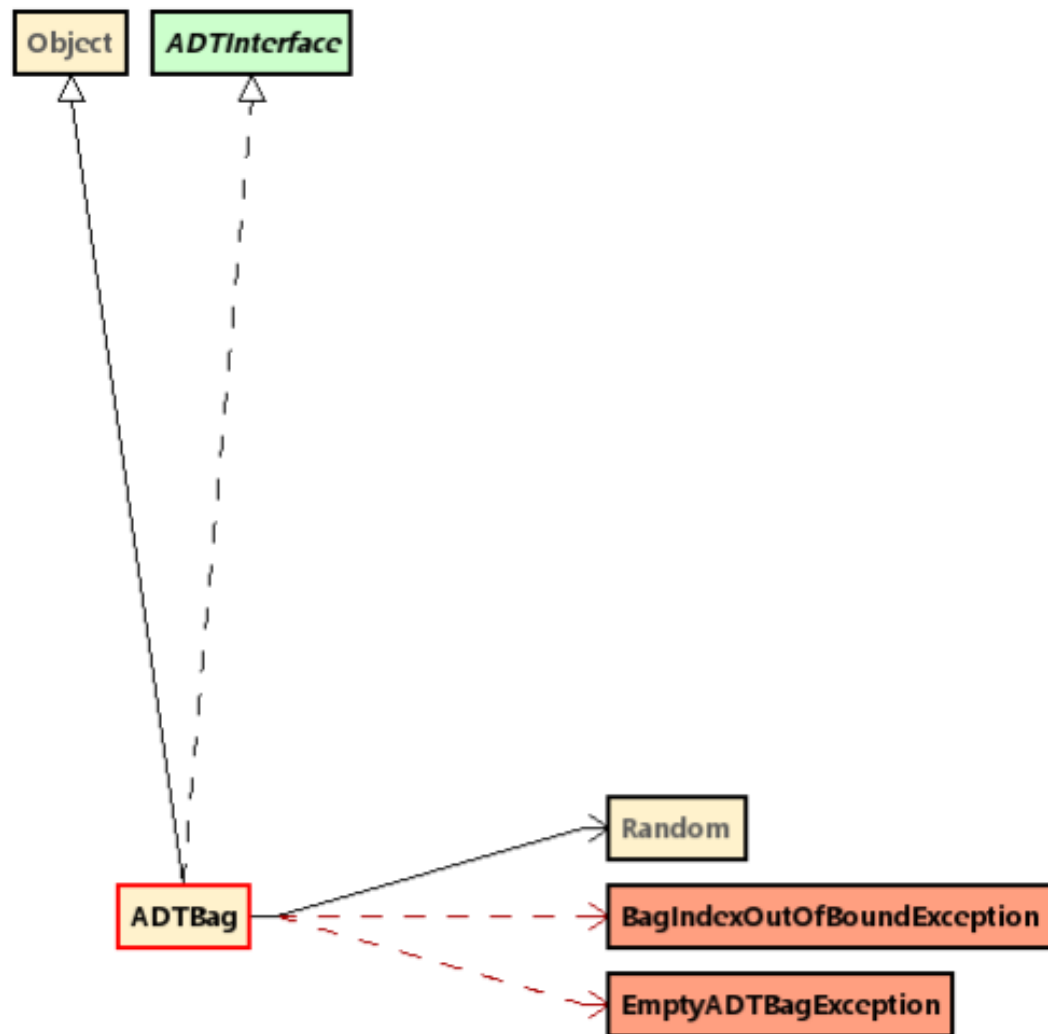 Object
ADTInterface
Random
ADTBag
BagIndexOutOfBoundException
EmptyADTBagException